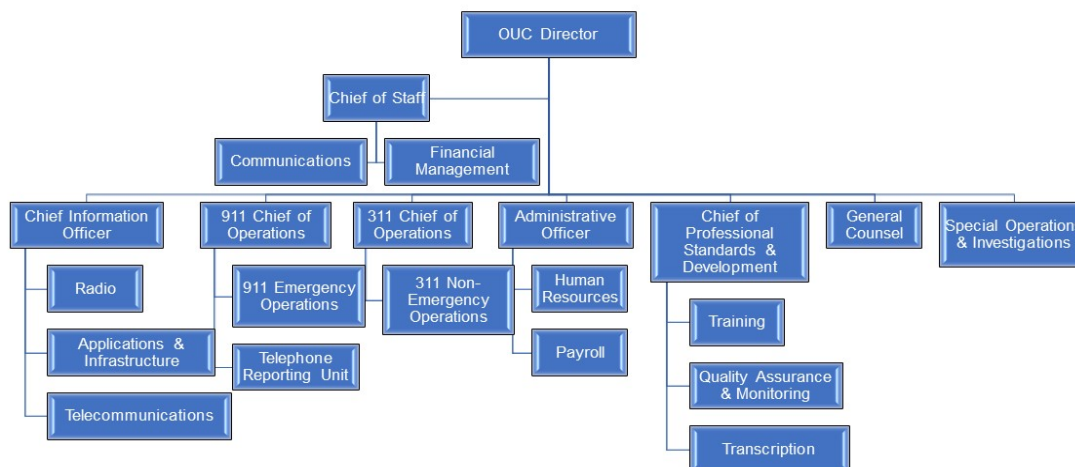 OUC Director
Chief of Staff
Communications
Financial
Management
Chief Information
Officer
911 Chief of
Operations
311 Chief of
Operations
Administrative
Officer
Chief of
Professional
Standards &
Development
General
Counsel
Special Operations
& Investigations
Radio
911 Emergency
Operations
311 Non-
Emergency
Operations
Human
Resources
Training
Applications &
Infrastructure
Telephone
Reporting Unit
Payroll
Quality Assurance
& Monitoring
Telecommunications
Transcription